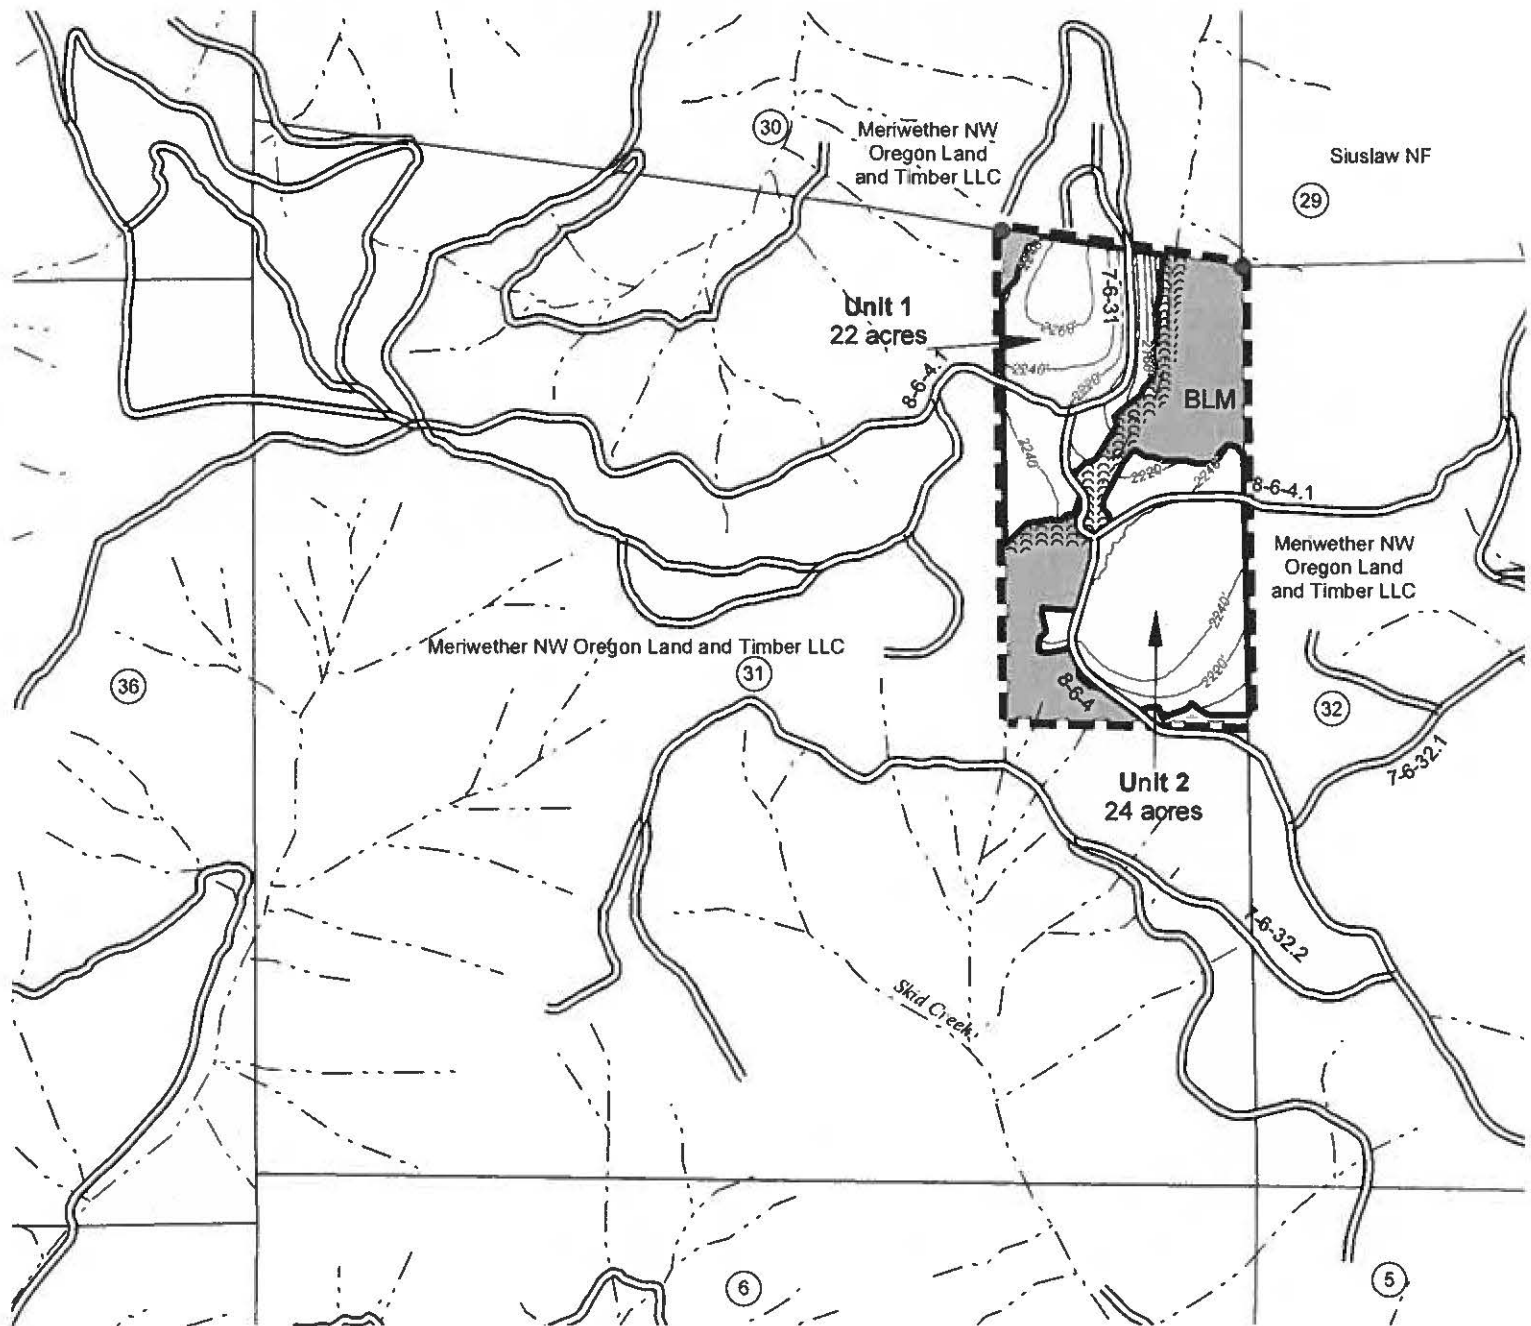 30
Meriwether NW
Oregon Land
and Timber LLC
Siuslaw NF
29
Unit 1
22 acres
7-6-31
2260'
2240'
2220'
8-6-4.1
BLM
2240'
2220'
2240'
8-6-4.1
Meriwether NW
Oregon Land
and Timber LLC
2240'
2220'
Meriwether NW Oregon Land and Timber LLC
31
36
8-6-4
32
7-6-32.1
Unit 2
24 acres
7-6-32.2
Skid Creek
6
5